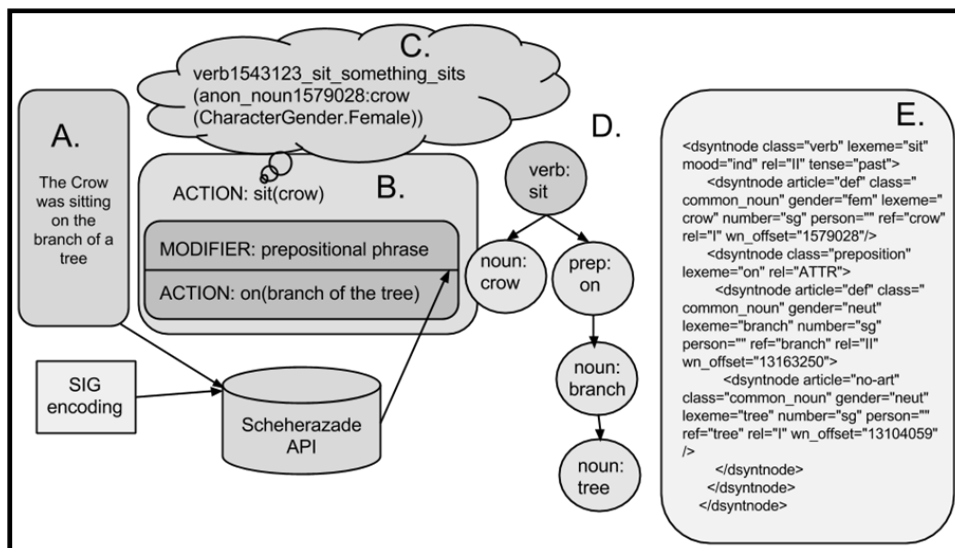 A.
The Crow
was sitting
on the
branch of a
tree
SIG
encoding
Scheherazade
API
B.
ACTION: sit(crow)
MODIFIER: prepositional phrase
ACTION: on(branch of the tree)
C.
verb1543123_sit_something_sits
(anon_noun1579028:crow
(CharacterGender.Female))
D.
verb:
sit
noun:
crow
prep:
on
noun:
branch
noun:
tree
E.
<dsyntnode class="verb" lexeme="sit"
mood="ind" rel="II" tense="past">
<dsyntnode article="def" class="
common_noun" gender="fem" lexeme="
crow" number="sg" person="" ref="crow"
rel="I" wn_offset="1579028"/>
<dsyntnode class="preposition"
lexeme="on" rel="ATTR">
<dsyntnode article="def" class="
common_noun" gender="neut"
lexeme="branch" number="sg"
person="" ref="branch" rel="II"
wn_offset="13163250">
<dsyntnode article="no-art"
class="common_noun" gender="neut"
lexeme="tree" number="sg" person=""
ref="tree" rel="I" wn_offset="13104059"
/>
</dsyntnode>
</dsyntnode>
</dsyntnode>